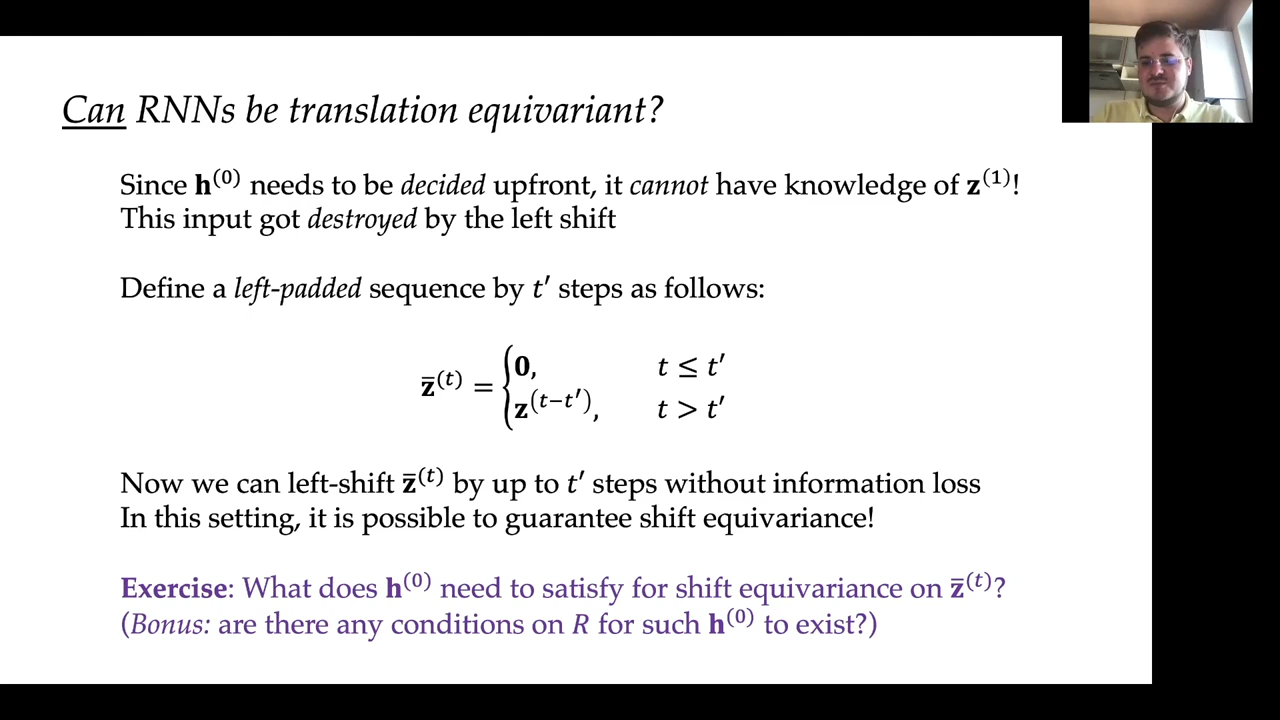 Can RNNs be translation equivariant?
Since h⁽⁰⁾ needs to be decided upfront, it cannot have knowledge of z⁽¹⁾!
This input got destroyed by the left shift
Define a left-padded sequence by t′ steps as follows:
z̄⁽ᵗ⁾ = { 0, t ≤ t′
z⁽ᵗ⁻ᵗ′⁾, t > t′
Now we can left-shift z̄⁽ᵗ⁾ by up to t′ steps without information loss
In this setting, it is possible to guarantee shift equivariance!
Exercise: What does h⁽⁰⁾ need to satisfy for shift equivariance on z̄⁽ᵗ⁾?
(Bonus: are there any conditions on R for such h⁽⁰⁾ to exist?)